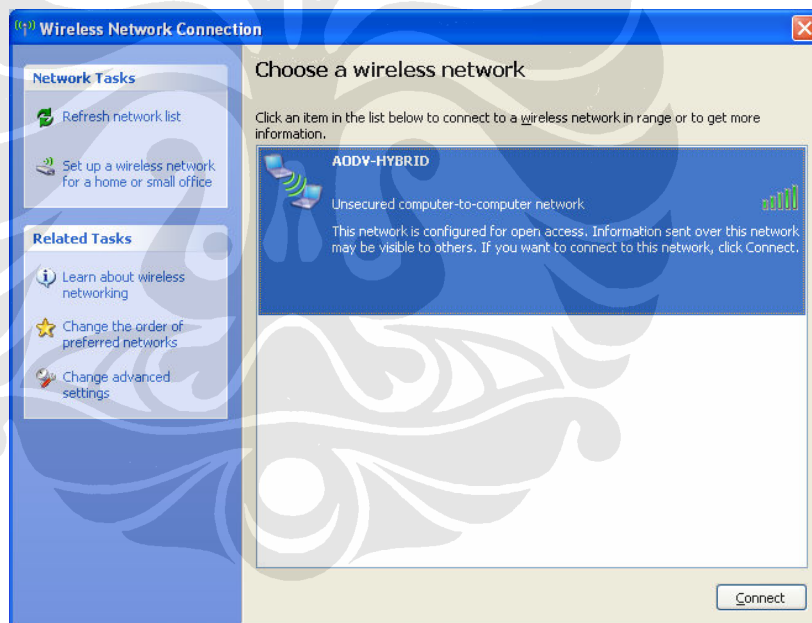 Wireless Network Connection
Network Tasks
Refresh network list
Set up a wireless network
for a home or small office
Related Tasks
Learn about wireless
networking
Change the order of
preferred networks
Change advanced
settings
Choose a wireless network
Click an item in the list below to connect to a wireless network in range or to get more
information.
AODV-HYBRID
Unsecured computer-to-computer network
This network is configured for open access. Information sent over this network
may be visible to others. If you want to connect to this network, click Connect.
Connect